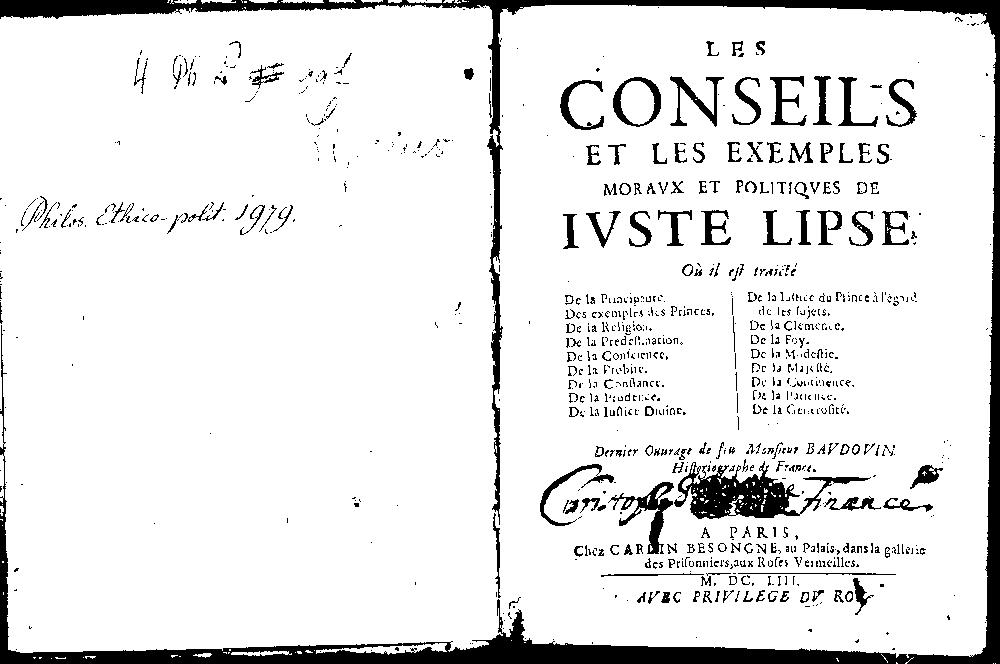 4
Philos. Ethico-polit. 1979.
LES
CONSEILS
ET LES EXEMPLES
MORAVX ET POLITIQVES DE
IVSTE LIPSE
Où il eſt traicté
De la Principauté.
Des exemples des Princes.
De la Religion.
De la Predeſtination.
De la Conſcience.
De la Probité.
De la Conſtance.
De la Prudence.
De la Iuſtice Diuine.
De la Iuſtice du Prince à l'égard
de ſes ſujets.
De la Clemence.
De la Foy.
De la Modeſtie.
De la Majeſté.
De la Continence.
De la Patience.
De la Generoſité.
Dernier Ouurage de feu Monſieur BAVDOVIN
Hiſtoriographe de France.
Finance
A PARIS,
Chez CARDIN BESONGNE, au Palais, dans la gallerie
des Priſonniers, aux Roſes Vermeilles.
M. DC. LIII.
AVEC PRIVILEGE DV ROY